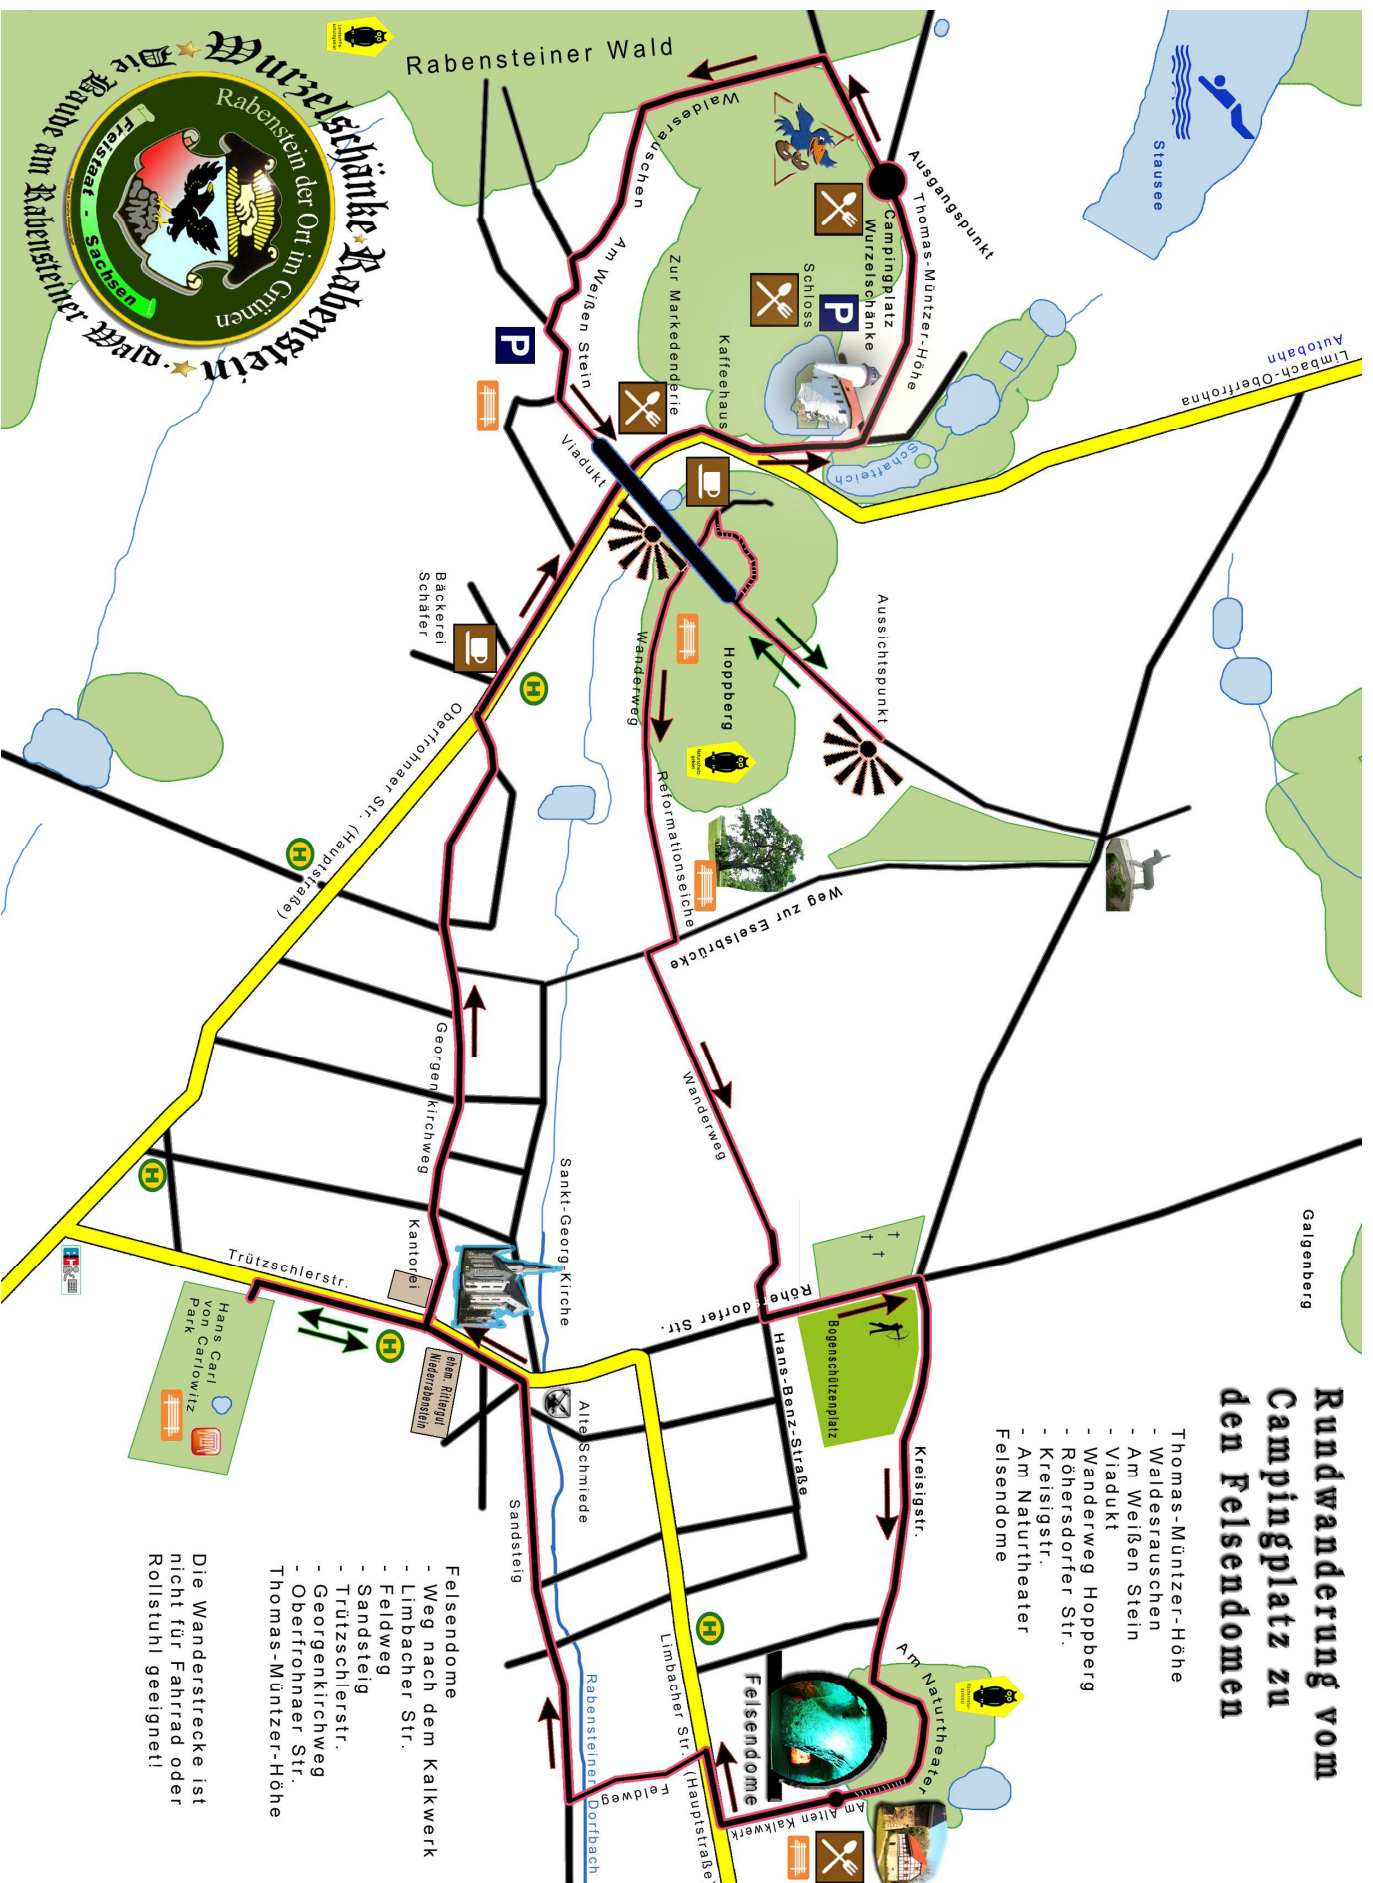 Rundwanderung vom
Campingplatz zu
den Felsendomen
Thomas-Müntzer-Höhe
- Waldesrauschen
- Am Weißen Stein
- Viadukt
- Wanderweg Hoppberg
- Röhersdorfer Str.
- Kreisigstr.
- Am Naturtheater
Felsendome
Felsendome
- Weg nach dem Kalkwerk
- Limbacher Str.
- Feldweg
- Sandsteig
- Trützschlerstr.
- Georgenkirchweg
- Oberfrohnaer Str.
Thomas-Müntzer-Höhe
Die Wanderstrecke ist
nicht für Fahrrad oder
Rollstuhl geeignet!
Stausee
Limbach-Oberfrohna
Autobahn
Galgenberg
Ausgangspunkt
Thomas-Müntzer-Höhe
Campingplatz
Wurzelschänke
Schloss
P
Schafteich
Kaffeehaus
Zur Markedenderie
Rabensteiner Wald
Waldesrauschen
Am Weißen Stein
P
Viadukt
Aussichtspunkt
Hoppberg
Wanderweg
Reformationseiche
Weg zur Eselsbrücke
Wanderweg
Bäckerei
Schäfer
H
Oberfrohnaer Str. (Hauptstraße)
H
H
Georgenkirchweg
Kantorei
Sankt-Georg-Kirche
Trützschlerstr.
H
Hans Carl
von Carlowitz
Park
ehem. Rittergut
Niederrabenstein
Alte Schmiede
Sandsteig
Röhersdorfer Str.
Hans-Benz-Straße
Bogenschützenplatz
Kreisigstr.
Am Naturtheater
Felsendome
Am Alten Kalkwerk
H
Limbacher Str. (Hauptstraße)
Feldweg
Rabensteiner Dorfbach
Wurzelschänke Rabenstein
Die Baude am Rabensteiner Wald
Rabenstein der Ort im Grünen
Freistaat - Sachsen